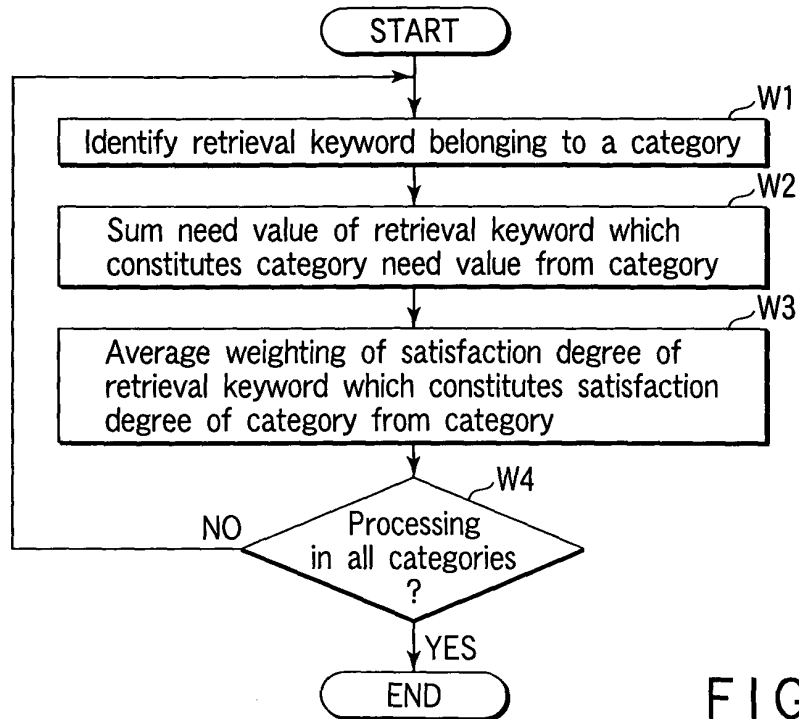 START
W1
Identify retrieval keyword belonging to a category
W2
Sum need value of retrieval keyword which
constitutes category need value from category
W3
Average weighting of satisfaction degree of
retrieval keyword which constitutes satisfaction
degree of category from category
W4
NO
Processing
in all categories
?
YES
END
FIG